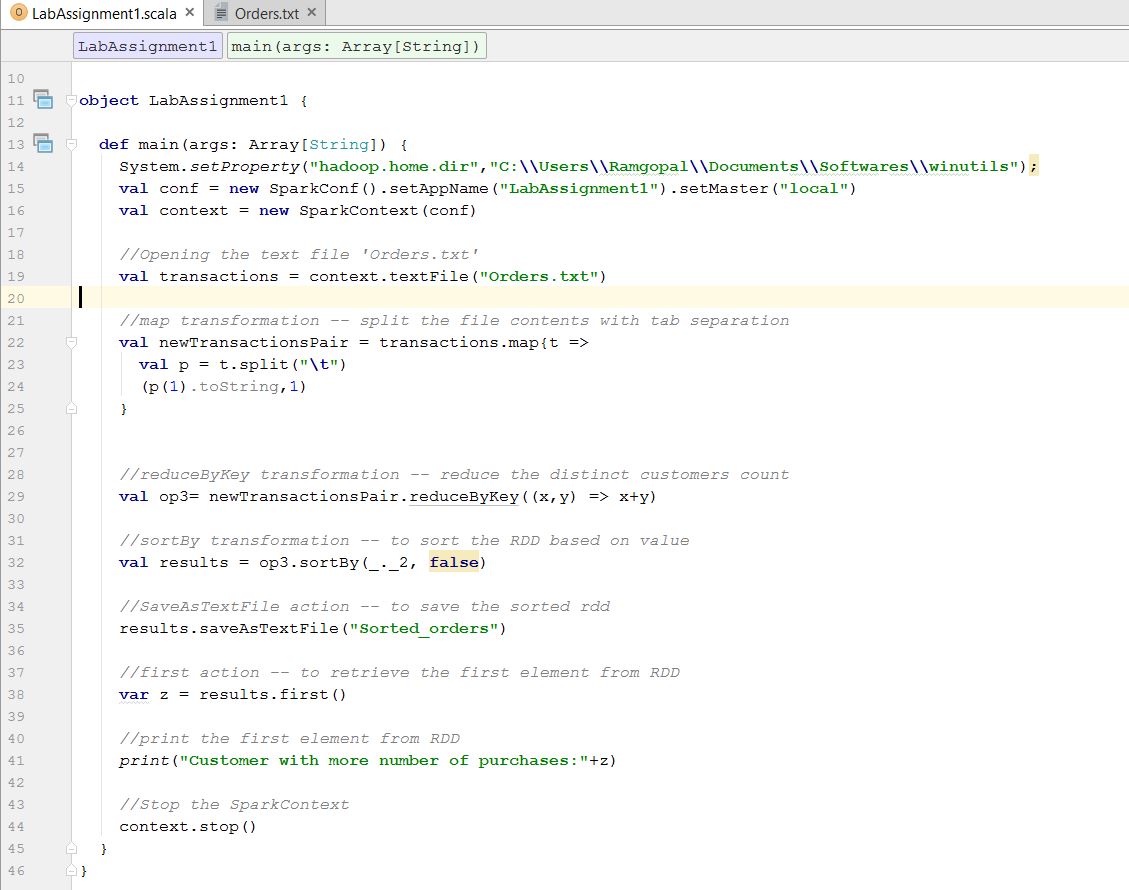 LabAssignment1.scala × Orders.txt ×
LabAssignment1 main(args: Array[String])
10
11 object LabAssignment1 {
12
13 def main(args: Array[String]) {
14 System.setProperty("hadoop.home.dir","C:\\Users\\Ramgopal\\Documents\\Softwares\\winutils");
15 val conf = new SparkConf().setAppName("LabAssignment1").setMaster("local")
16 val context = new SparkContext(conf)
17
18 //Opening the text file 'Orders.txt'
19 val transactions = context.textFile("Orders.txt")
20
21 //map transformation -- split the file contents with tab separation
22 val newTransactionsPair = transactions.map{t =>
23 val p = t.split("\t")
24 (p(1).toString,1)
25 }
26
27
28 //reduceByKey transformation -- reduce the distinct customers count
29 val op3= newTransactionsPair.reduceByKey((x,y) => x+y)
30
31 //sortBy transformation -- to sort the RDD based on value
32 val results = op3.sortBy(_._2, false)
33
34 //SaveAsTextFile action -- to save the sorted rdd
35 results.saveAsTextFile("Sorted_orders")
36
37 //first action -- to retrieve the first element from RDD
38 var z = results.first()
39
40 //print the first element from RDD
41 print("Customer with more number of purchases:"+z)
42
43 //Stop the SparkContext
44 context.stop()
45 }
46 }